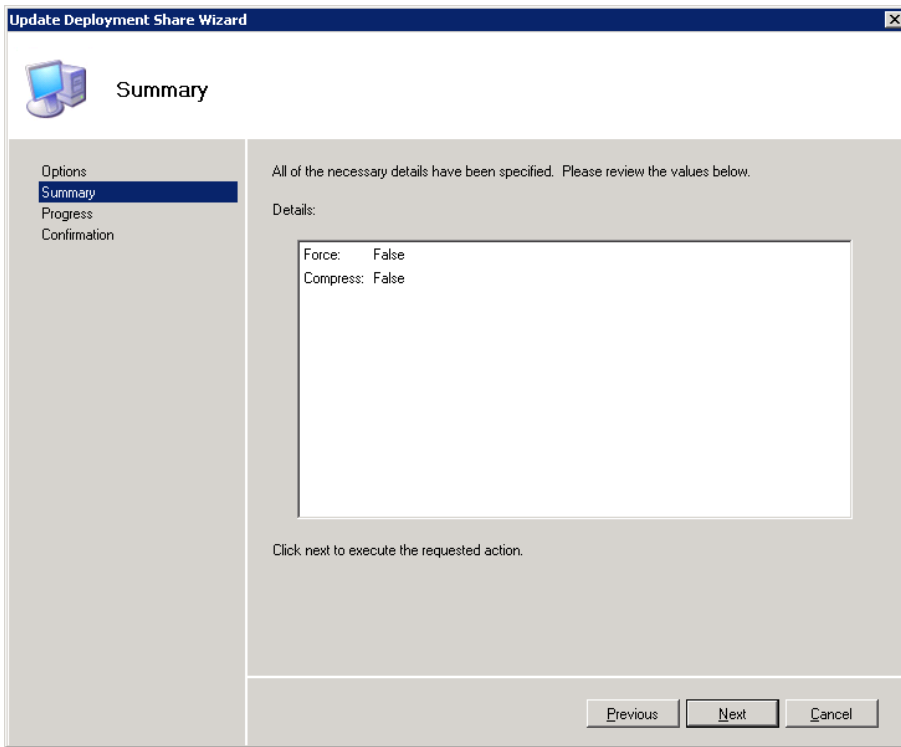 Update Deployment Share Wizard
Summary
Options
Summary
Progress
Confirmation
All of the necessary details have been specified.  Please review the values below.
Details:
Force: False
Compress: False
Click next to execute the requested action.
Previous Next Cancel